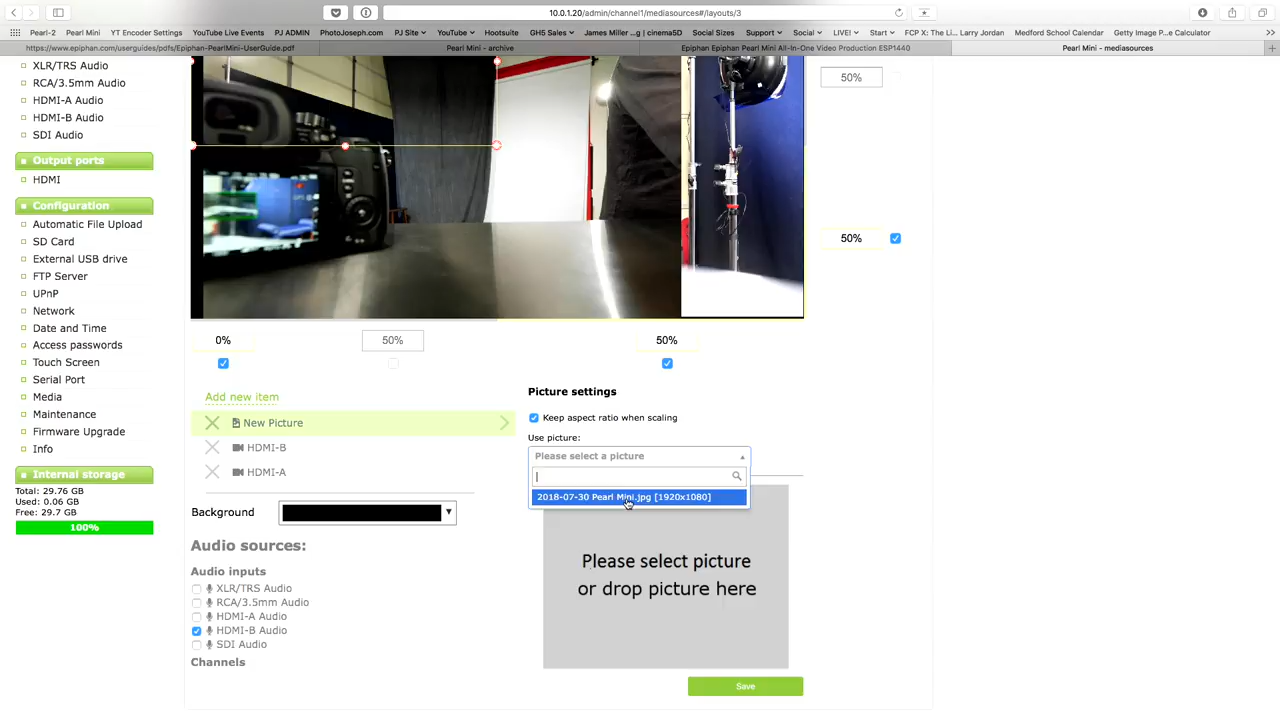 10.0.1.20/admin/channel1/mediasources#/layouts/3
Pearl-2 Pearl Mini YT Encoder Settings YouTube Live Events PJ ADMIN PhotoJoseph.com PJ Site YouTube Hootsuite GH5 Sales James Miller ...g | cinema5D Social Sizes Support Social LIVE! Start FCP X: The Li... Larry Jordan Medford School Calendar Getty Image P...e Calculator
https://www.epiphan.com/userguides/pdfs/Epiphan-PearlMini-UserGuide.pdf Pearl Mini - archive Epiphan Epiphan Pearl Mini All-In-One Video Production ESP1440 Pearl Mini - mediasources
XLR/TRS Audio
RCA/3.5mm Audio
HDMI-A Audio
HDMI-B Audio
SDI Audio
Output ports
HDMI
Configuration
Automatic File Upload
SD Card
External USB drive
FTP Server
UPnP
Network
Date and Time
Access passwords
Touch Screen
Serial Port
Media
Maintenance
Firmware Upgrade
Info
Internal storage
Total: 29.76 GB
Used: 0.06 GB
Free: 29.7 GB
100%
50%
50%
0% 50% 50%
Add new item
New Picture
HDMI-B
HDMI-A
Background
Audio sources:
Audio inputs
XLR/TRS Audio
RCA/3.5mm Audio
HDMI-A Audio
HDMI-B Audio
SDI Audio
Channels
Picture settings
Keep aspect ratio when scaling
Use picture:
Please select a picture
2018-07-30 Pearl Mini.jpg [1920x1080]
Please select picture
or drop picture here
Save